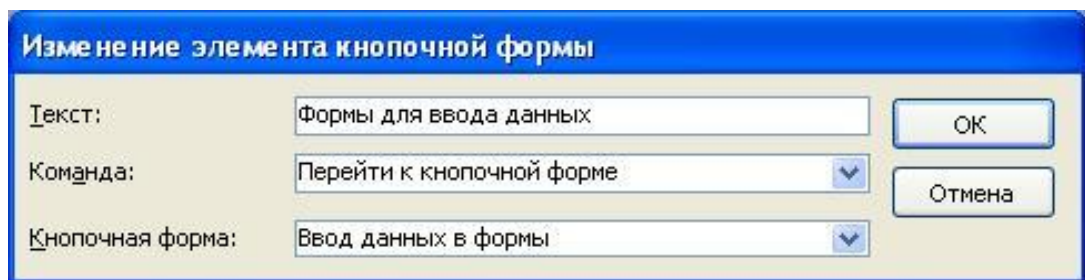 Изменение элемента кнопочной формы
Текст: Формы для ввода данных ОК
Команда: Перейти к кнопочной форме Отмена
Кнопочная форма: Ввод данных в формы